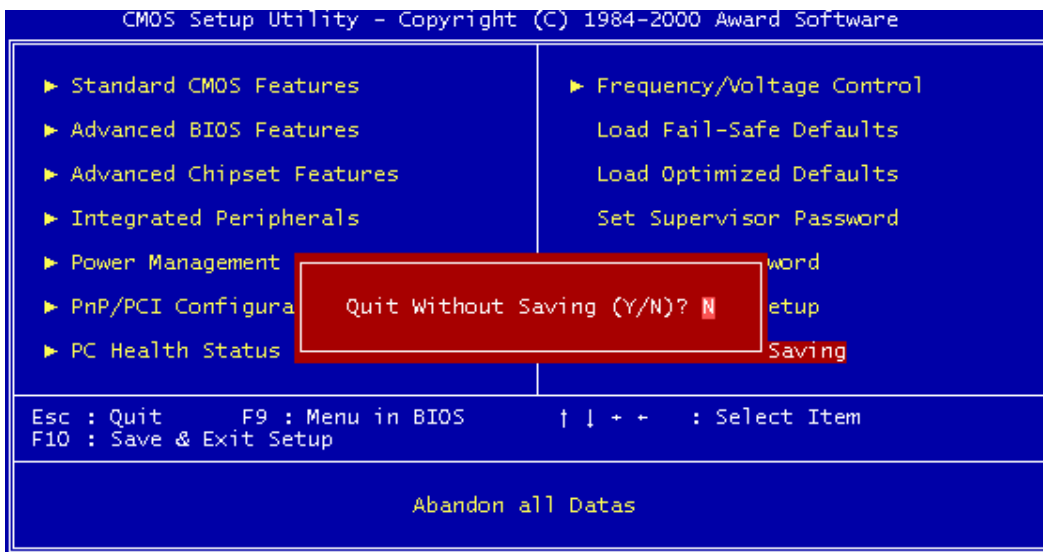 CMOS Setup Utility - Copyright (C) 1984-2000 Award Software
► Standard CMOS Features
► Advanced BIOS Features
► Advanced Chipset Features
► Integrated Peripherals
► Power Management
► PnP/PCI Configura
► PC Health Status
► Frequency/Voltage Control
Load Fail-Safe Defaults
Load Optimized Defaults
Set Supervisor Password
word
etup
Saving
Quit Without Saving (Y/N)? N
Esc : Quit F9 : Menu in BIOS ↑ ↓ → ← : Select Item
F10 : Save & Exit Setup
Abandon all Datas